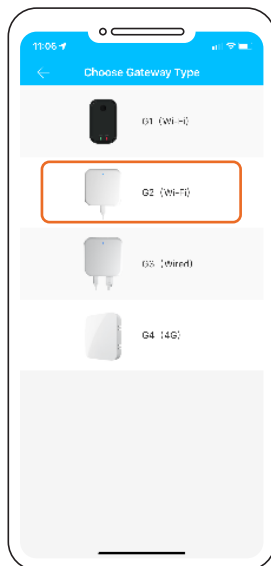 11:06
Choose Gateway Type
G1 (Wi-Fi)
G2 (Wi-Fi)
G3 (Wired)
G4 (4G)